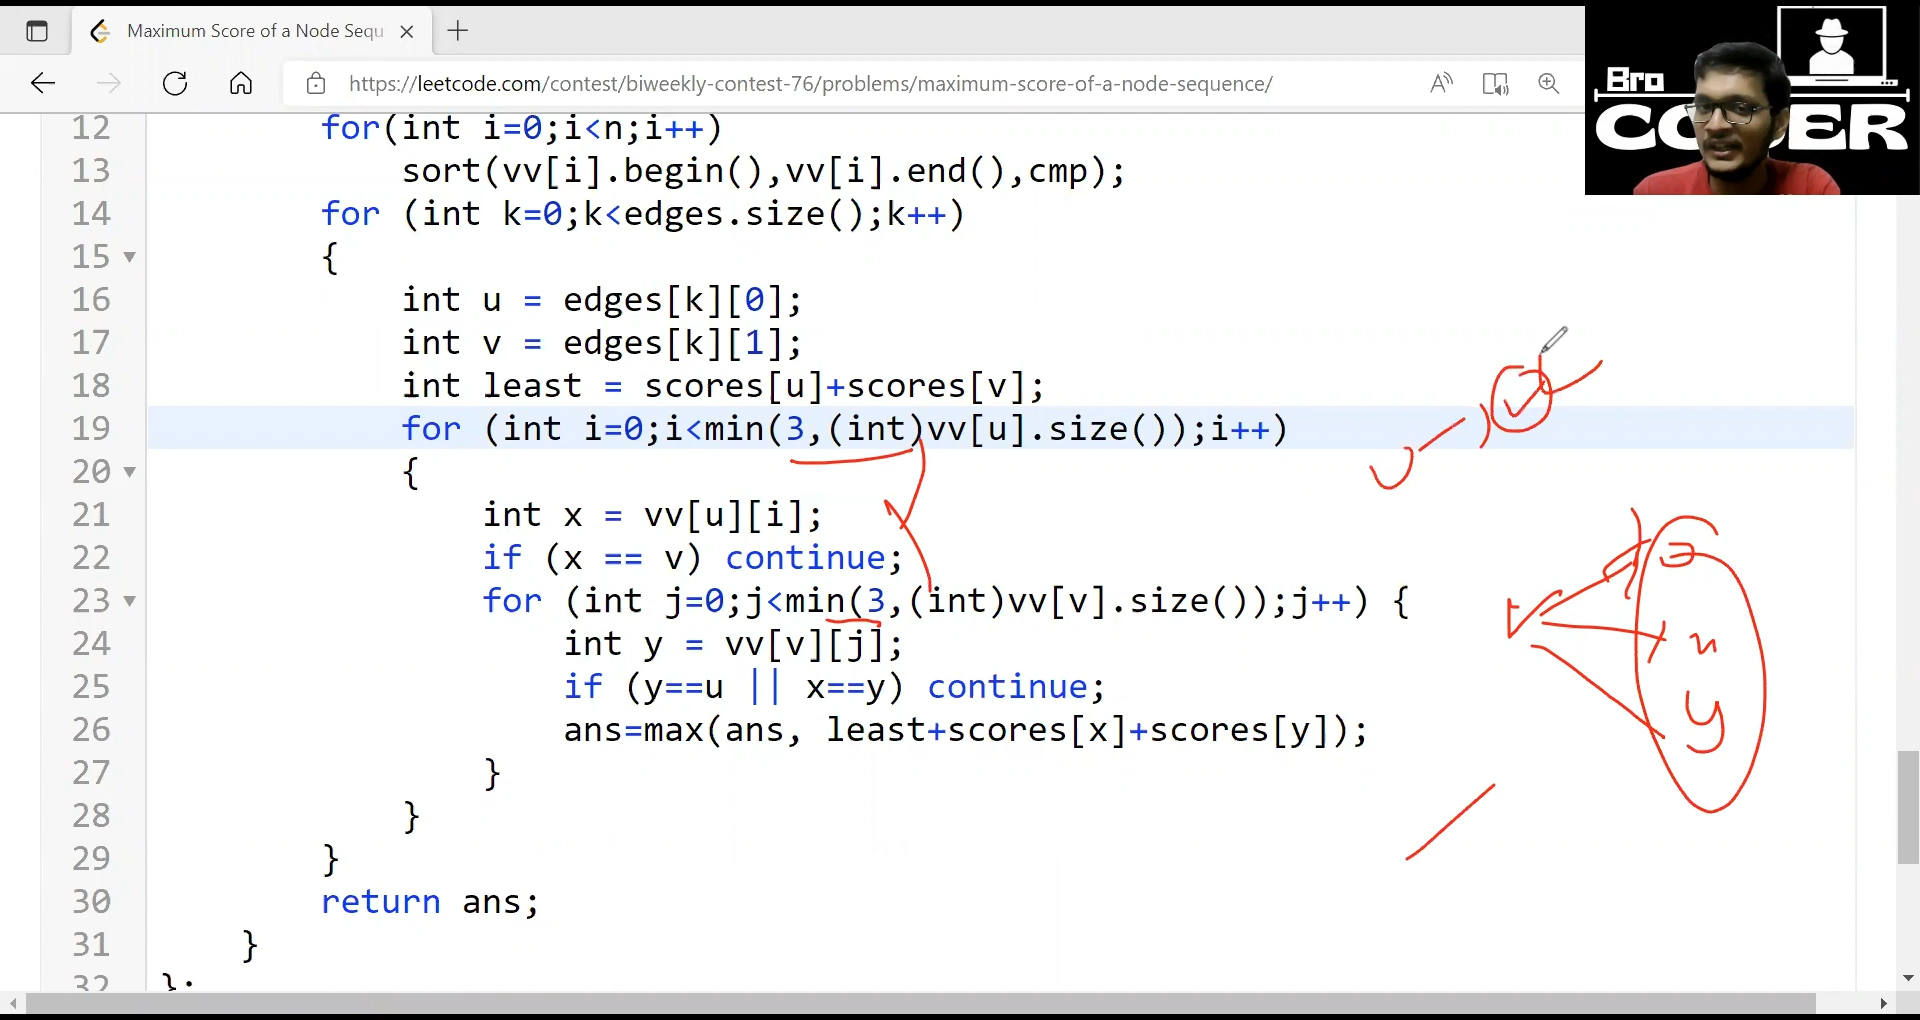 Maximum Score of a Node Sequ
https://leetcode.com/contest/biweekly-contest-76/problems/maximum-score-of-a-node-sequence/
Bro
CODER
12 for(int i=0;i<n;i++)
13 sort(vv[i].begin(),vv[i].end(),cmp);
14 for (int k=0;k<edges.size();k++)
15 {
16 int u = edges[k][0];
17 int v = edges[k][1];
18 int least = scores[u]+scores[v];
19 for (int i=0;i<min(3,(int)vv[u].size());i++)
20 {
21 int x = vv[u][i];
22 if (x == v) continue;
23 for (int j=0;j<min(3,(int)vv[v].size());j++) {
24 int y = vv[v][j];
25 if (y==u || x==y) continue;
26 ans=max(ans, least+scores[x]+scores[y]);
27 }
28 }
29 }
30 return ans;
31 }
32 };